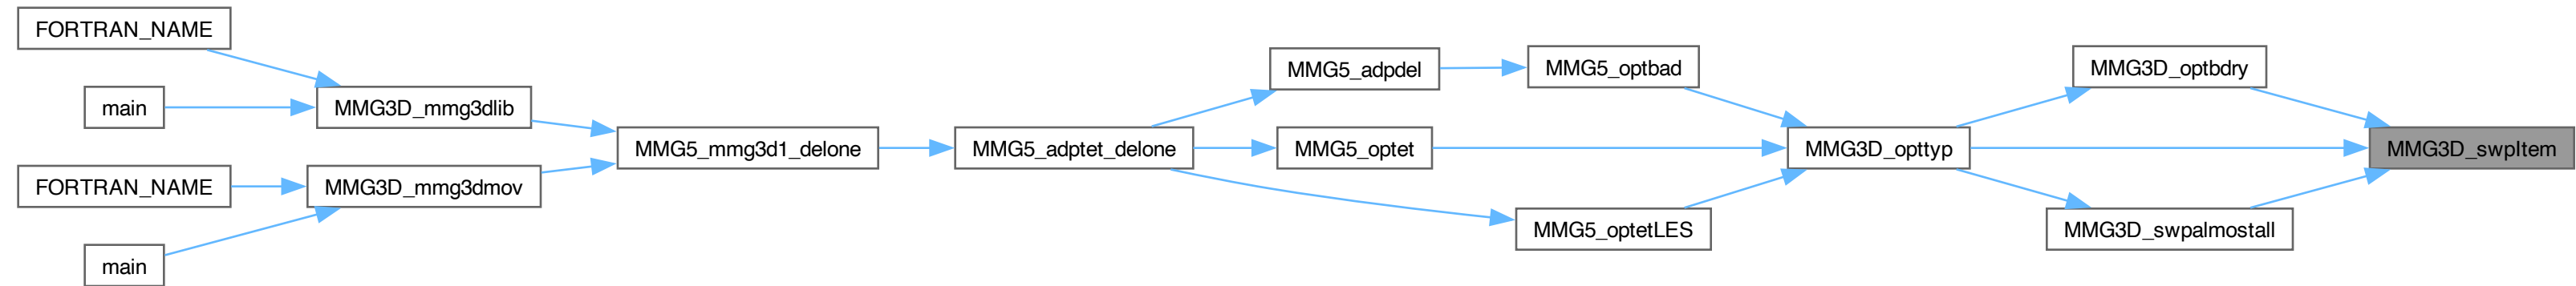 FORTRAN_NAME
main
FORTRAN_NAME
main
MMG3D_mmg3dlib
MMG3D_mmg3dmov
MMG5_mmg3d1_delone
MMG5_adptet_delone
MMG5_adpdel
MMG5_optet
MMG5_optbad
MMG5_optetLES
MMG3D_opttyp
MMG3D_optbdry
MMG3D_swpalmostall
MMG3D_swpItem